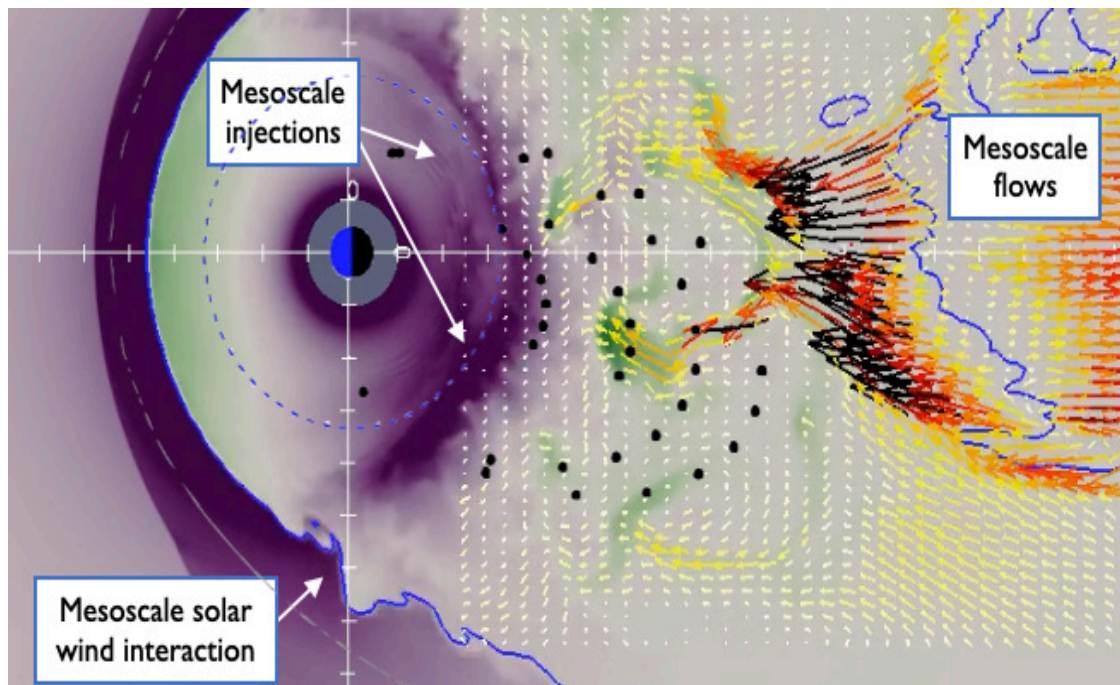 Mesoscale
injections
Mesoscale
flows
Mesoscale solar
wind interaction